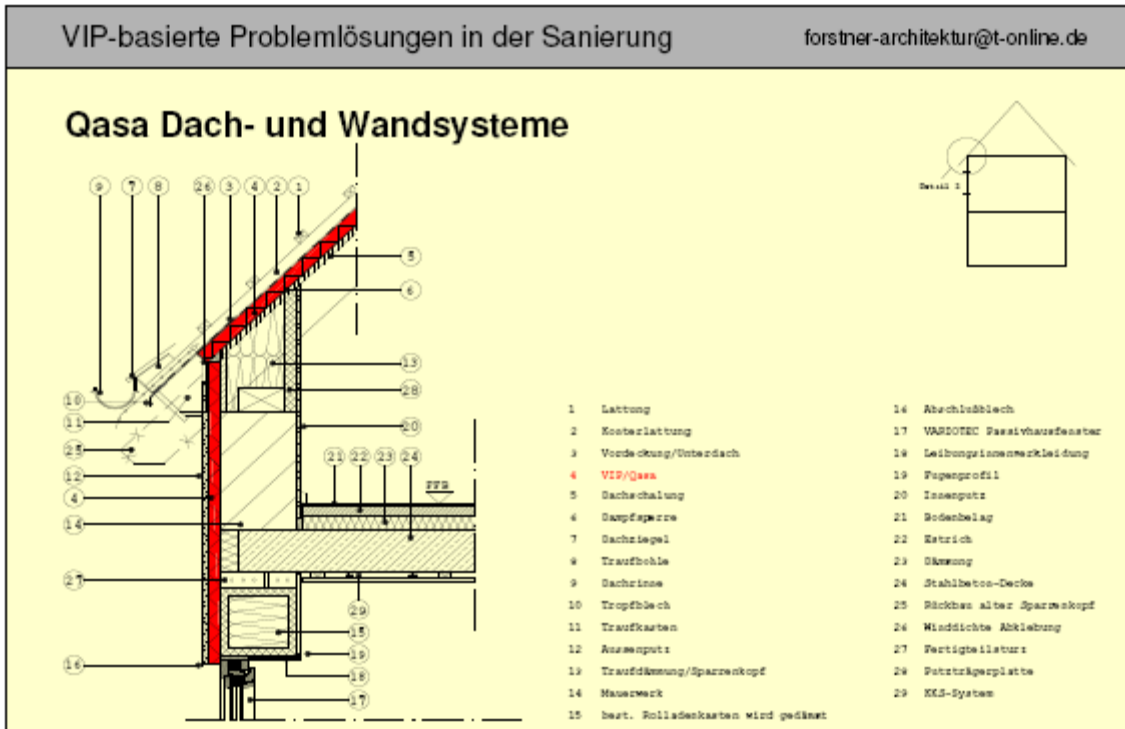 VIP-basierte Problemlösungen in der Sanierung
forstner-architektur@t-online.de
Qasa Dach- und Wandsysteme
9 7 8 26 3 4 2 1
5
6
13
28
10
11
20
25
12
4
14
27
16
21 22 23 24
FFB
29
15
19
18
17
Detail 2
1 Lattung
2 Konterlattung
3 Vordeckung/Unterdach
4 VIP/Qasa
5 Dachschalung
6 Dampfsperre
7 Dachziegel
8 Traufbohle
9 Dachrinne
10 Tropfblech
11 Traufkasten
12 Aussenputz
13 Traufdämmung/Sparrenkopf
14 Mauerwerk
15 best. Rolladenkasten wird gedämmt
16 Abschlußblech
17 VARIOTEC Passivhausfenster
18 Leibungsinnenverkleidung
19 Fugenprofil
20 Innenputz
21 Bodenbelag
22 Estrich
23 Dämmung
24 Stahlbeton-Decke
25 Rückbau alter Sparrenkopf
26 Winddichte Abklebung
27 Fertigteilsturz
28 Putzträgerplatte
29 KKS-System